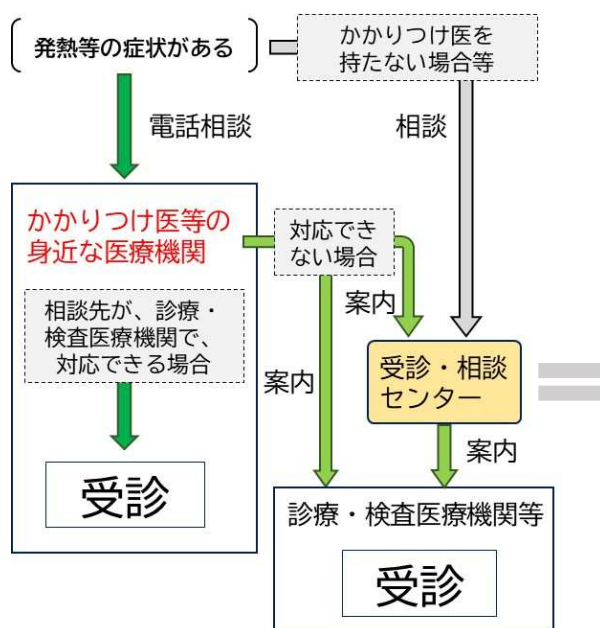 発熱等の症状がある
かかりつけ医を
持たない場合等
電話相談
相談
かかりつけ医等の
身近な医療機関
対応でき
ない場合
相談先が、診療・
検査医療機関で、
対応できる場合
案内
案内
受診・相談
センター
案内
受診
診療・検査医療機関等
受診